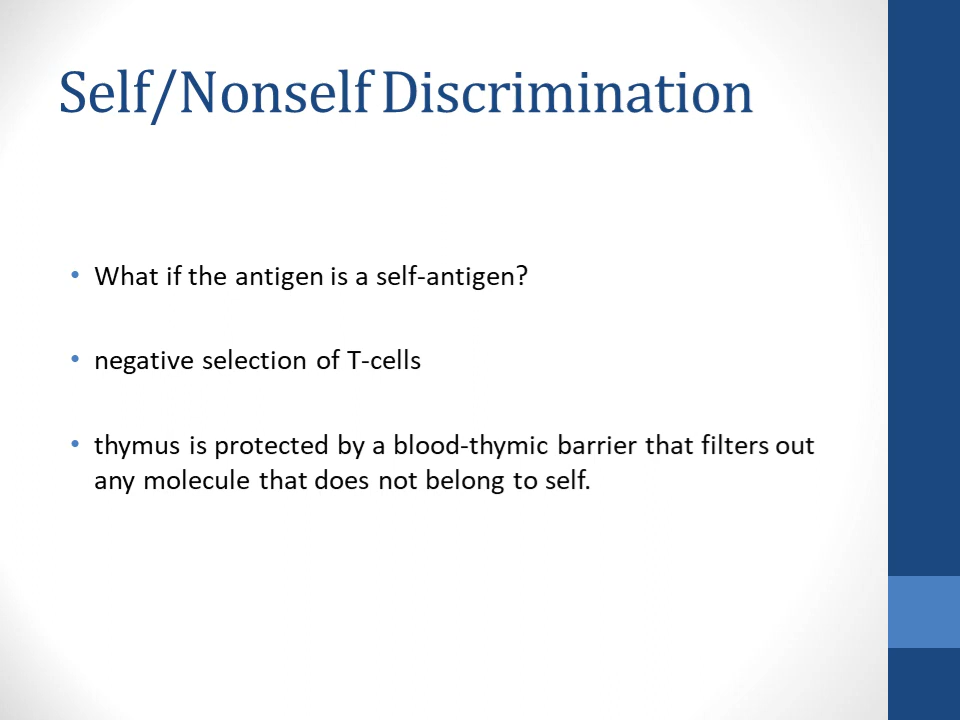 Self/Nonself Discrimination
• What if the antigen is a self-antigen?
• negative selection of T-cells
• thymus is protected by a blood-thymic barrier that filters out
any molecule that does not belong to self.